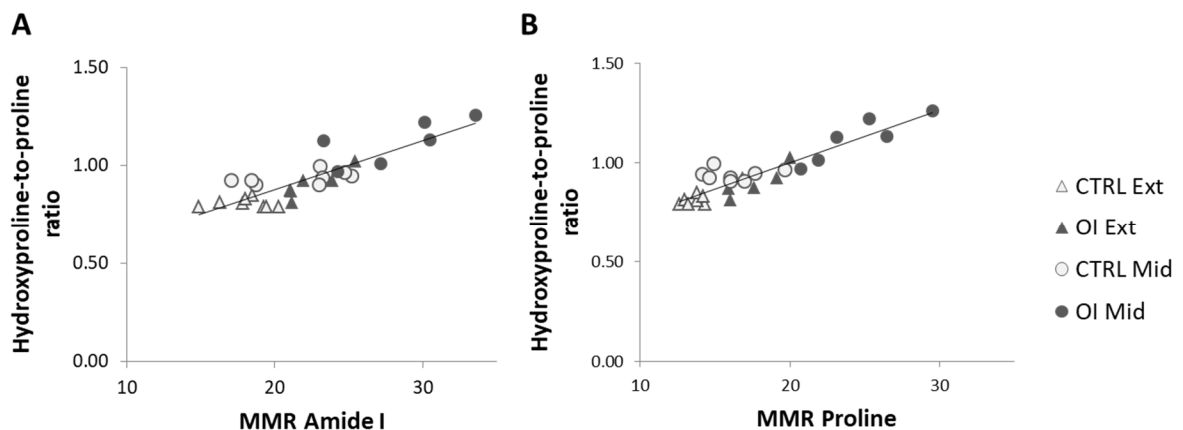 A
Hydroxyproline-to-proline
ratio
1.50
1.00
0.50
0.00
10
20
30
MMR Amide I
B
Hydroxyproline-to-proline
ratio
1.50
1.00
0.50
0.00
10
20
30
MMR Proline
CTRL Ext
OI Ext
CTRL Mid
OI Mid